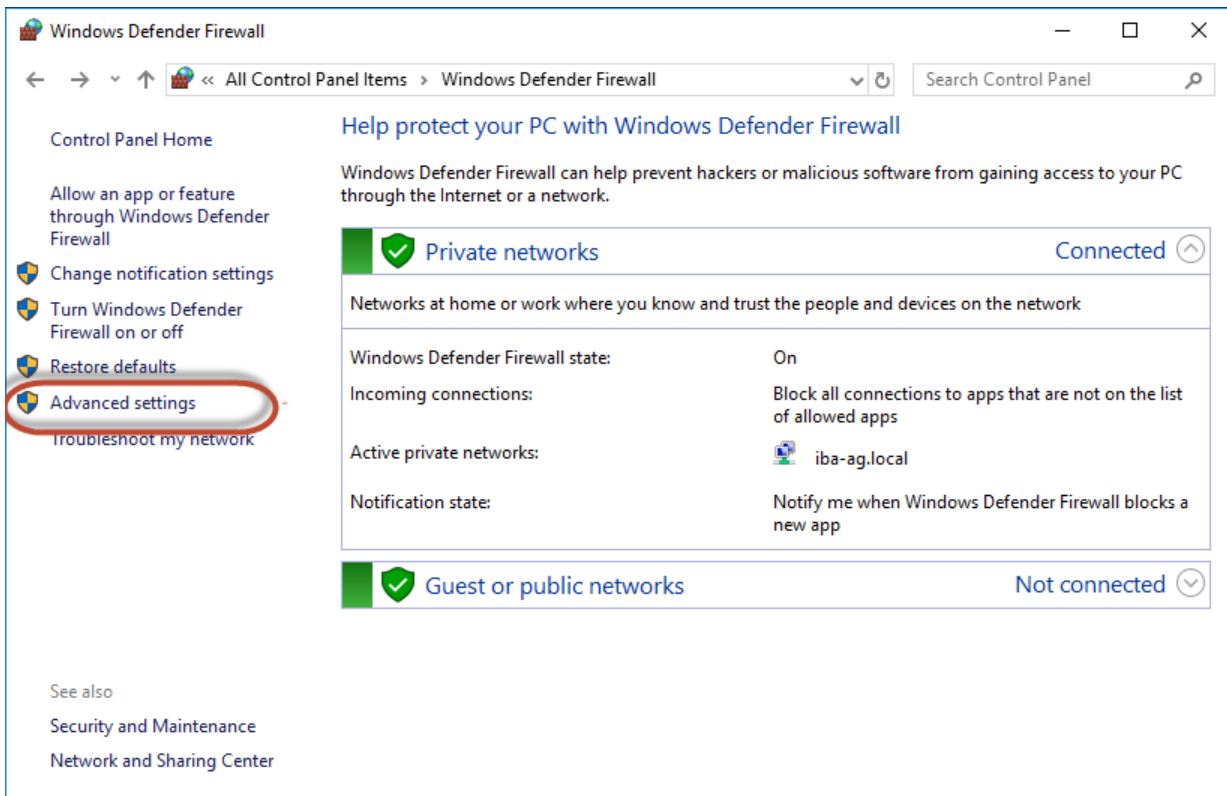 Windows Defender Firewall
« All Control Panel Items > Windows Defender Firewall
Search Control Panel
Control Panel Home
Allow an app or feature
through Windows Defender
Firewall
Change notification settings
Turn Windows Defender
Firewall on or off
Restore defaults
Advanced settings
Troubleshoot my network
Help protect your PC with Windows Defender Firewall
Windows Defender Firewall can help prevent hackers or malicious software from gaining access to your PC
through the Internet or a network.
Private networks Connected
Networks at home or work where you know and trust the people and devices on the network
Windows Defender Firewall state: On
Incoming connections: Block all connections to apps that are not on the list
of allowed apps
Active private networks: iba-ag.local
Notification state: Notify me when Windows Defender Firewall blocks a
new app
Guest or public networks Not connected
See also
Security and Maintenance
Network and Sharing Center